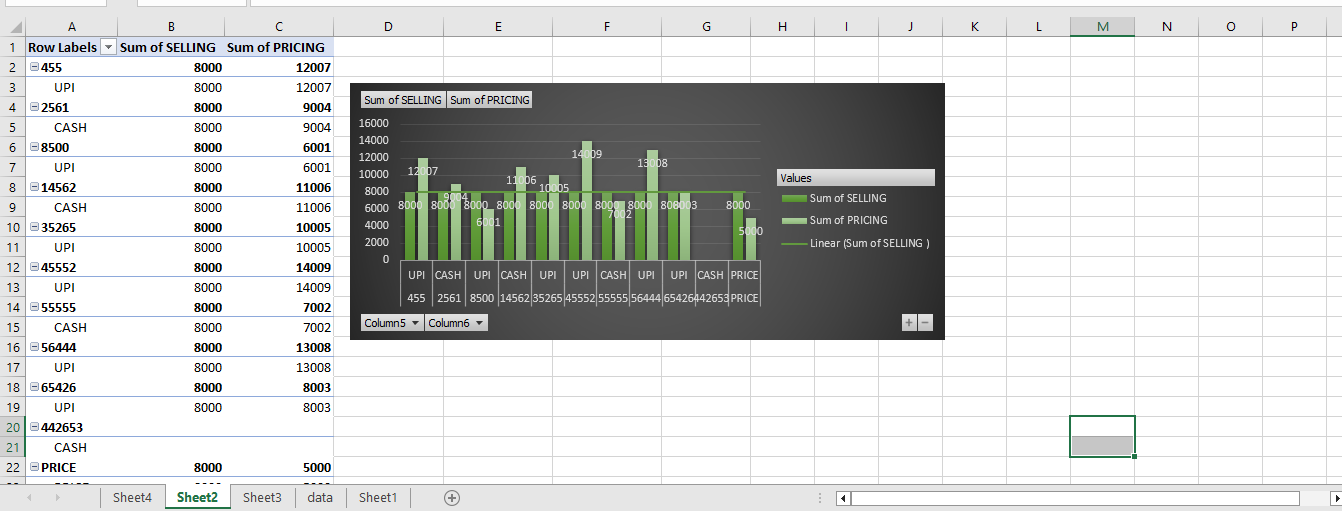 A B C D E F G H I J K L M N O P
1 Row Labels Sum of SELLING Sum of PRICING
2 455 8000 12007
3 UPI 8000 12007
4 2561 8000 9004
5 CASH 8000 9004
6 8500 8000 6001
7 UPI 8000 6001
8 14562 8000 11006
9 CASH 8000 11006
10 35265 8000 10005
11 UPI 8000 10005
12 45552 8000 14009
13 UPI 8000 14009
14 55555 8000 7002
15 CASH 8000 7002
16 56444 8000 13008
17 UPI 8000 13008
18 65426 8000 8003
19 UPI 8000 8003
20 442653
21 CASH
22 PRICE 8000 5000
Sum of SELLING Sum of PRICING
16000
14000
12000
10000
8000
6000
4000
2000
0
14009
13008
12007
11006
10005
9004
8000 8000 8000 8000 8000 8000 8000 8000 8003 8000
7002
6001
5000
UPI CASH UPI CASH UPI UPI CASH UPI UPI CASH PRICE
455 2561 8500 14562 35265 45552 55555 56444 65426 442653 PRICE
Values
Sum of SELLING
Sum of PRICING
Linear (Sum of SELLING )
Column5 Column6
+ −
Sheet4 Sheet2 Sheet3 data Sheet1